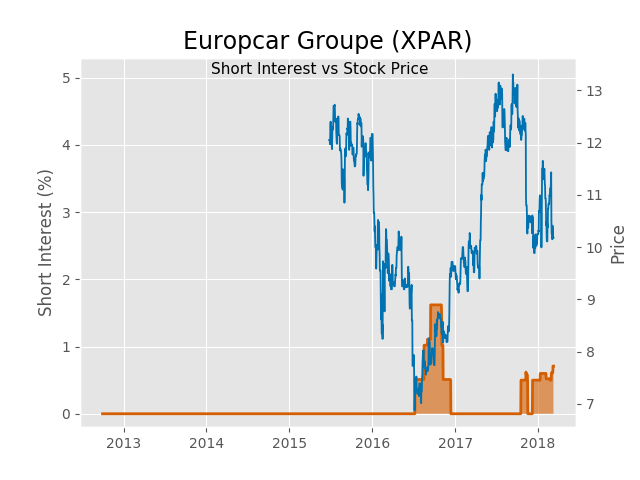 Europcar Groupe (XPAR)
Short Interest vs Stock Price
Short Interest (%)
5
4
3
2
1
0
13
12
11
10
9
8
7
Price
2013 2014 2015 2016 2017 2018